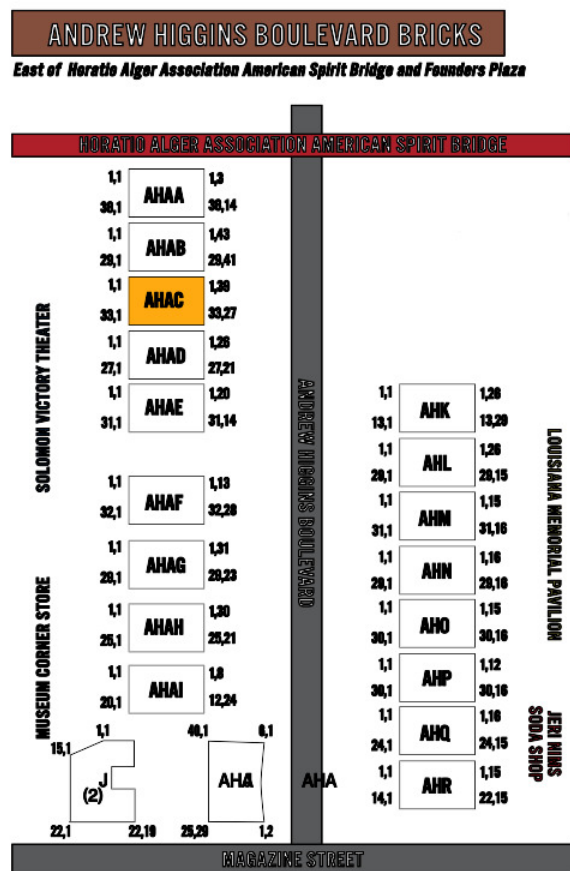 ANDREW HIGGINS BOULEVARD BRICKS
East of Horatio Alger Association American Spirit Bridge and Founders Plaza
HORATIO ALGER ASSOCIATION AMERICAN SPIRIT BRIDGE
1,1 1,3
AHAA
38,1 38,14
1,1 1,43
AHAB
29,1 29,41
1,1 1,39
AHAC
33,1 33,27
1,1 1,26
AHAD
27,1 27,21
1,1 1,20
AHAE
31,1 31,14
SOLOMON VICTORY THEATER
1,1 1,13
AHAF
32,1 32,28
1,1 1,31
AHAG
29,1 29,23
1,1 1,30
AHAH
25,1 25,21
1,1 1,8
AHAI
20,1 12,24
MUSEUM CORNER STORE
1,1
15,1
J
(2)
22,1 22,19
40,1 6,1
AHA
25,29 1,2
ANDREW HIGGINS BOULEVARD
AHA
1,1 1,26
AHK
13,1 13,29
1,1 1,26
AHL
29,1 29,15
1,1 1,15
AHM
31,1 31,16
1,1 1,16
AHN
29,1 29,16
1,1 1,15
AHO
30,1 30,16
1,1 1,12
AHP
30,1 30,16
1,1 1,16
AHQ
24,1 24,15
1,1 1,15
AHR
14,1 22,15
LOUISIANA MEMORIAL PAVILION
JERI NIMS
SODA SHOP
MAGAZINE STREET